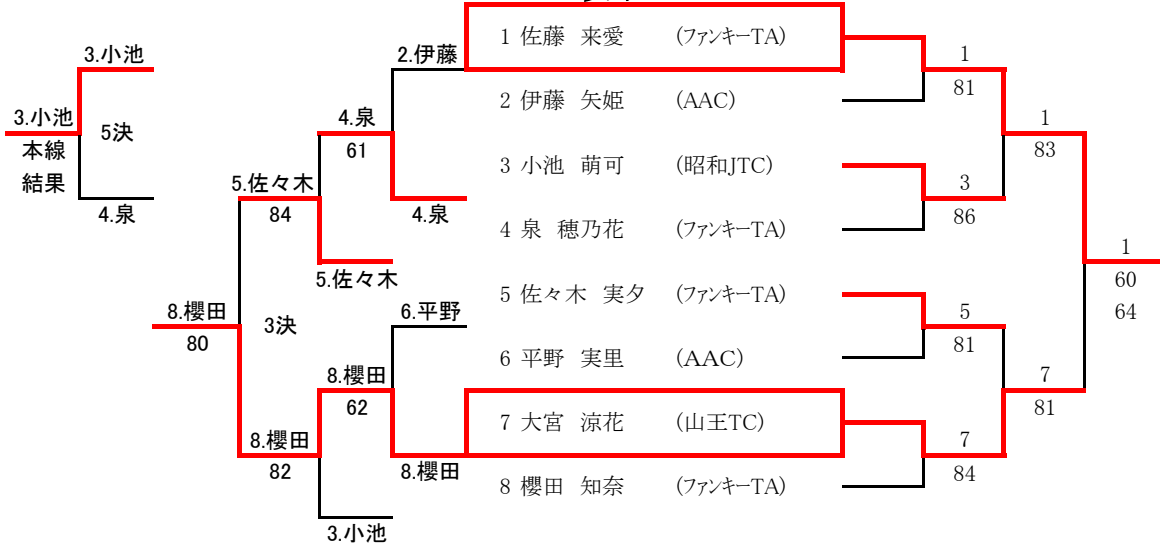 3.小池
3.小池
5決
本線
結果
4.泉
2.伊藤
4.泉
61
4.泉
5.佐々木
84
5.佐々木
8.櫻田
80
3決
6.平野
8.櫻田
62
8.櫻田
8.櫻田
82
3.小池
1 佐藤 来愛 (ファンキーTA)
2 伊藤 矢姫 (AAC)
3 小池 萌可 (昭和JTC)
4 泉 穂乃花 (ファンキーTA)
5 佐々木 実夕 (ファンキーTA)
6 平野 実里 (AAC)
7 大宮 涼花 (山王TC)
8 櫻田 知奈 (ファンキーTA)
1
81
3
86
5
81
7
84
1
83
7
81
1
60
64